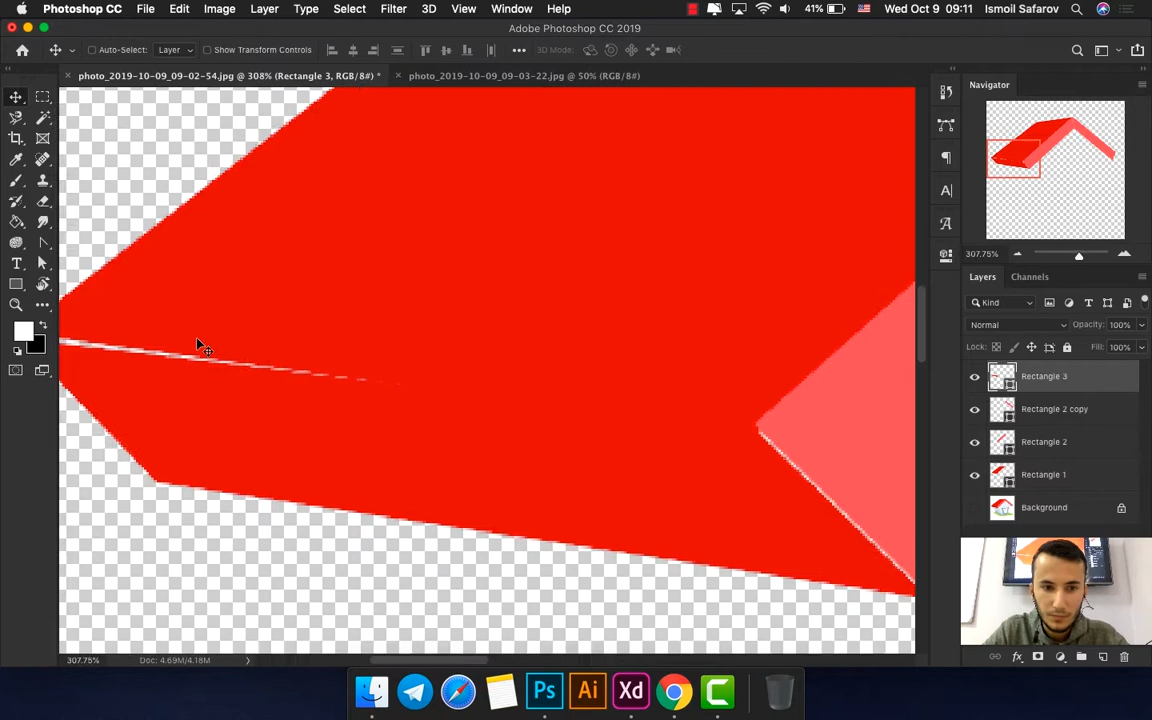 Photoshop CC File Edit Image Layer Type Select Filter 3D View Window Help 41% Wed Oct 9 09:11 Ismoil Safarov
Adobe Photoshop CC 2019
Auto-Select: Layer Show Transform Controls 3D Mode:
photo_2019-10-09_09-02-54.jpg @ 308% (Rectangle 3, RGB/8#) * photo_2019-10-09_09-03-22.jpg @ 50% (RGB/8#)
Navigator
307.75%
Layers Channels
Kind
Normal Opacity: 100%
Lock: Fill: 100%
Rectangle 3
Rectangle 2 copy
Rectangle 2
Rectangle 1
Background
307.75% Doc: 4.69M/4.18M
Ps Ai Xd